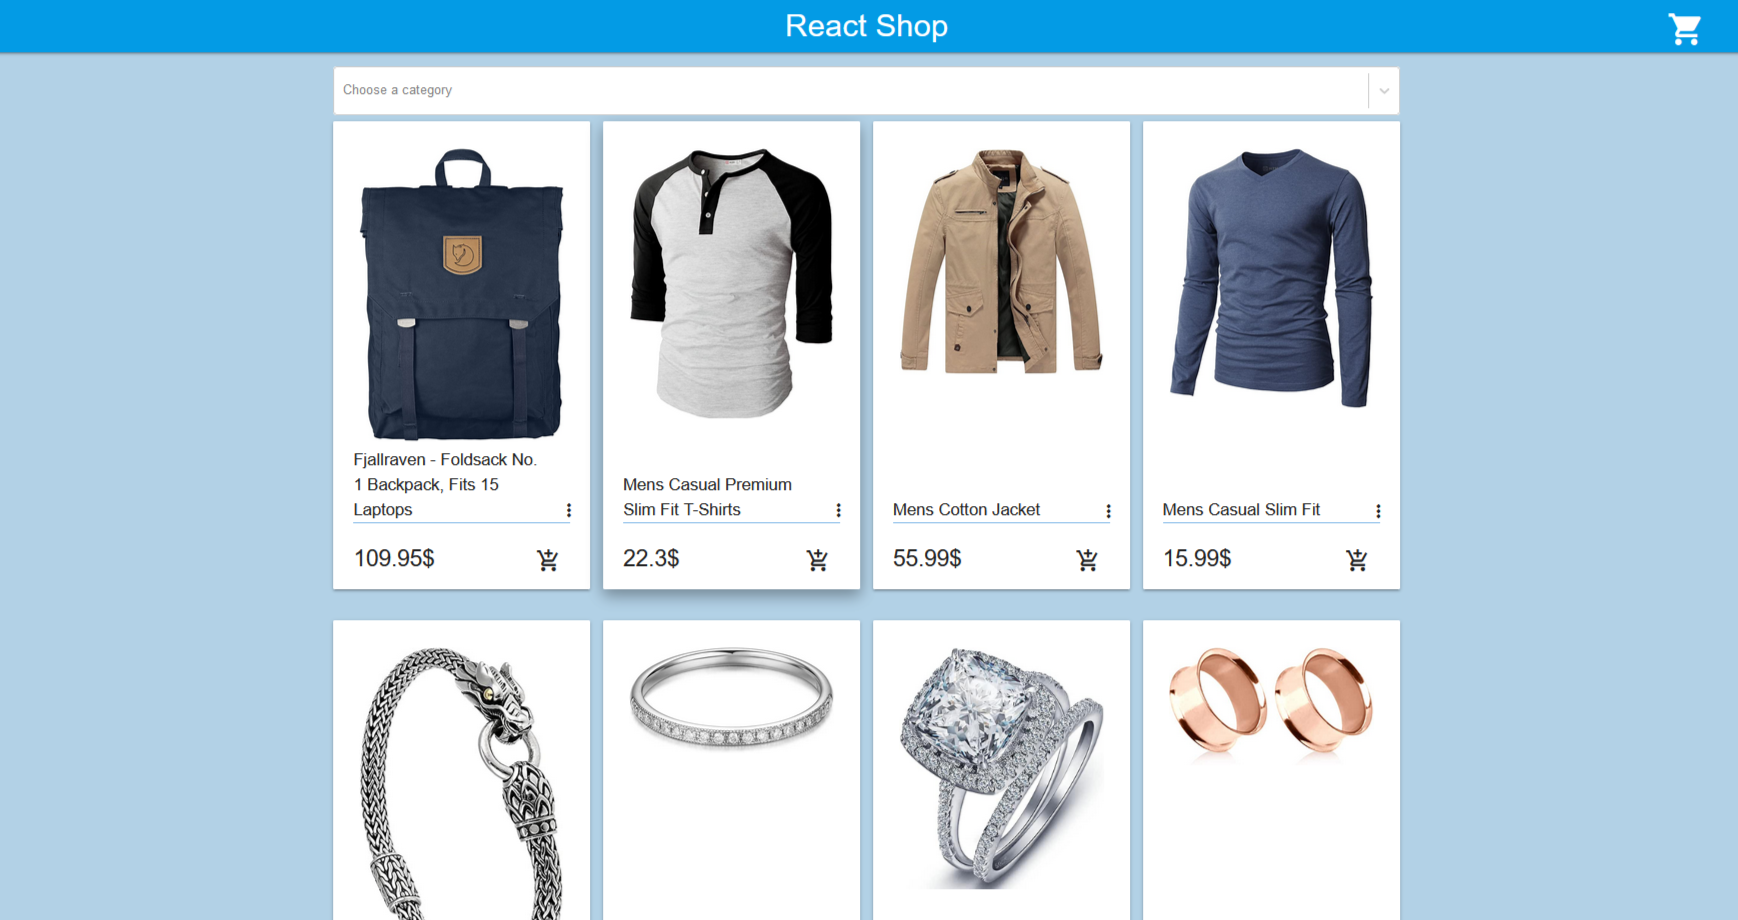 React Shop
Choose a category
Fjallraven - Foldsack No.
1 Backpack, Fits 15
Laptops
109.95$
Mens Casual Premium
Slim Fit T-Shirts
22.3$
Mens Cotton Jacket
55.99$
Mens Casual Slim Fit
15.99$